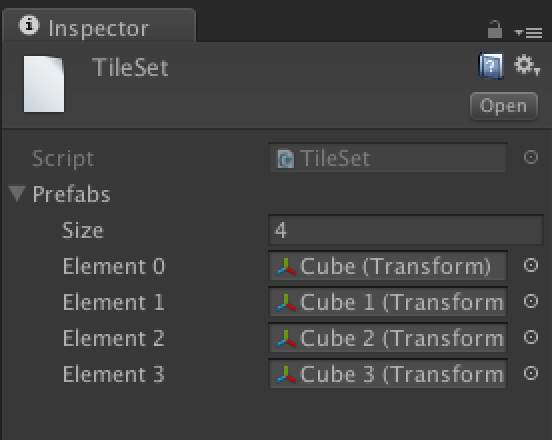 Inspector
TileSet
Open
Script TileSet
Prefabs
Size 4
Element 0 Cube (Transform)
Element 1 Cube 1 (Transform
Element 2 Cube 2 (Transform
Element 3 Cube 3 (Transform